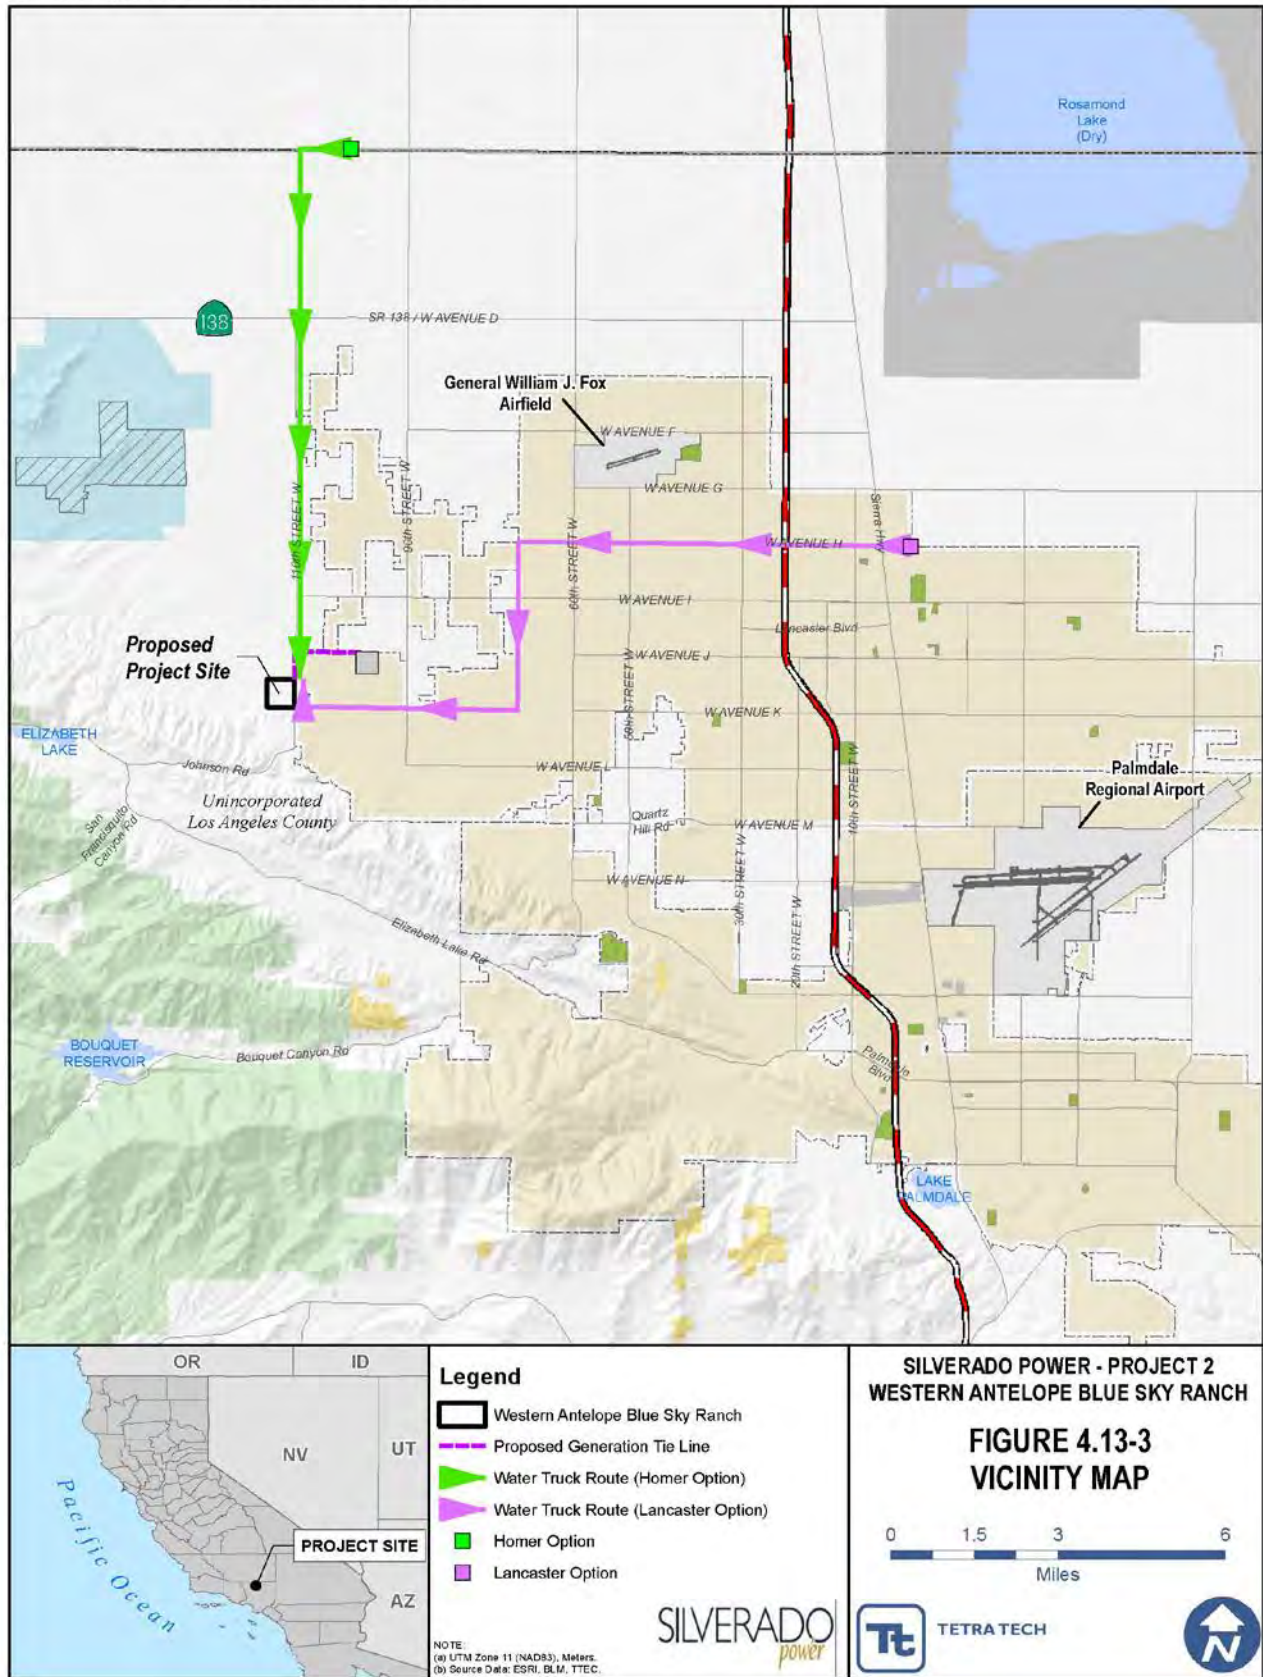 Rosamond
Lake
(Dry)
138
SR 138 / W AVENUE D
General William J. Fox
Airfield
W AVENUE F
W AVENUE G
110th STREET W
90th STREET W
60th STREET W
Sierra Hwy
W AVENUE H
W AVENUE I
Lancaster Blvd
Proposed
Project Site
W AVENUE J
50th STREET W
W AVENUE K
ELIZABETH
LAKE
Johnson Rd
W AVENUE L
10th STREET W
Palmdale
Regional Airport
Unincorporated
Los Angeles County
San
Francisquito
Canyon Rd
Quartz
Hill Rd
W AVENUE M
W AVENUE N
30th STREET W
20th STREET W
Elizabeth Lake Rd
BOUQUET
RESERVOIR
Bouquet Canyon Rd
Palmdale
Blvd
LAKE
PALMDALE
OR
ID
NV
UT
AZ
Pacific Ocean
PROJECT SITE
Legend
Western Antelope Blue Sky Ranch
Proposed Generation Tie Line
Water Truck Route (Homer Option)
Water Truck Route (Lancaster Option)
Homer Option
Lancaster Option
NOTE:
(a) UTM Zone 11 (NAD83), Meters.
(b) Source Data: ESRI, BLM, TTEC.
SILVERADO
power
SILVERADO POWER - PROJECT 2
WESTERN ANTELOPE BLUE SKY RANCH
FIGURE 4.13-3
VICINITY MAP
0 1.5 3 6
Miles
Tt
TETRA TECH
N